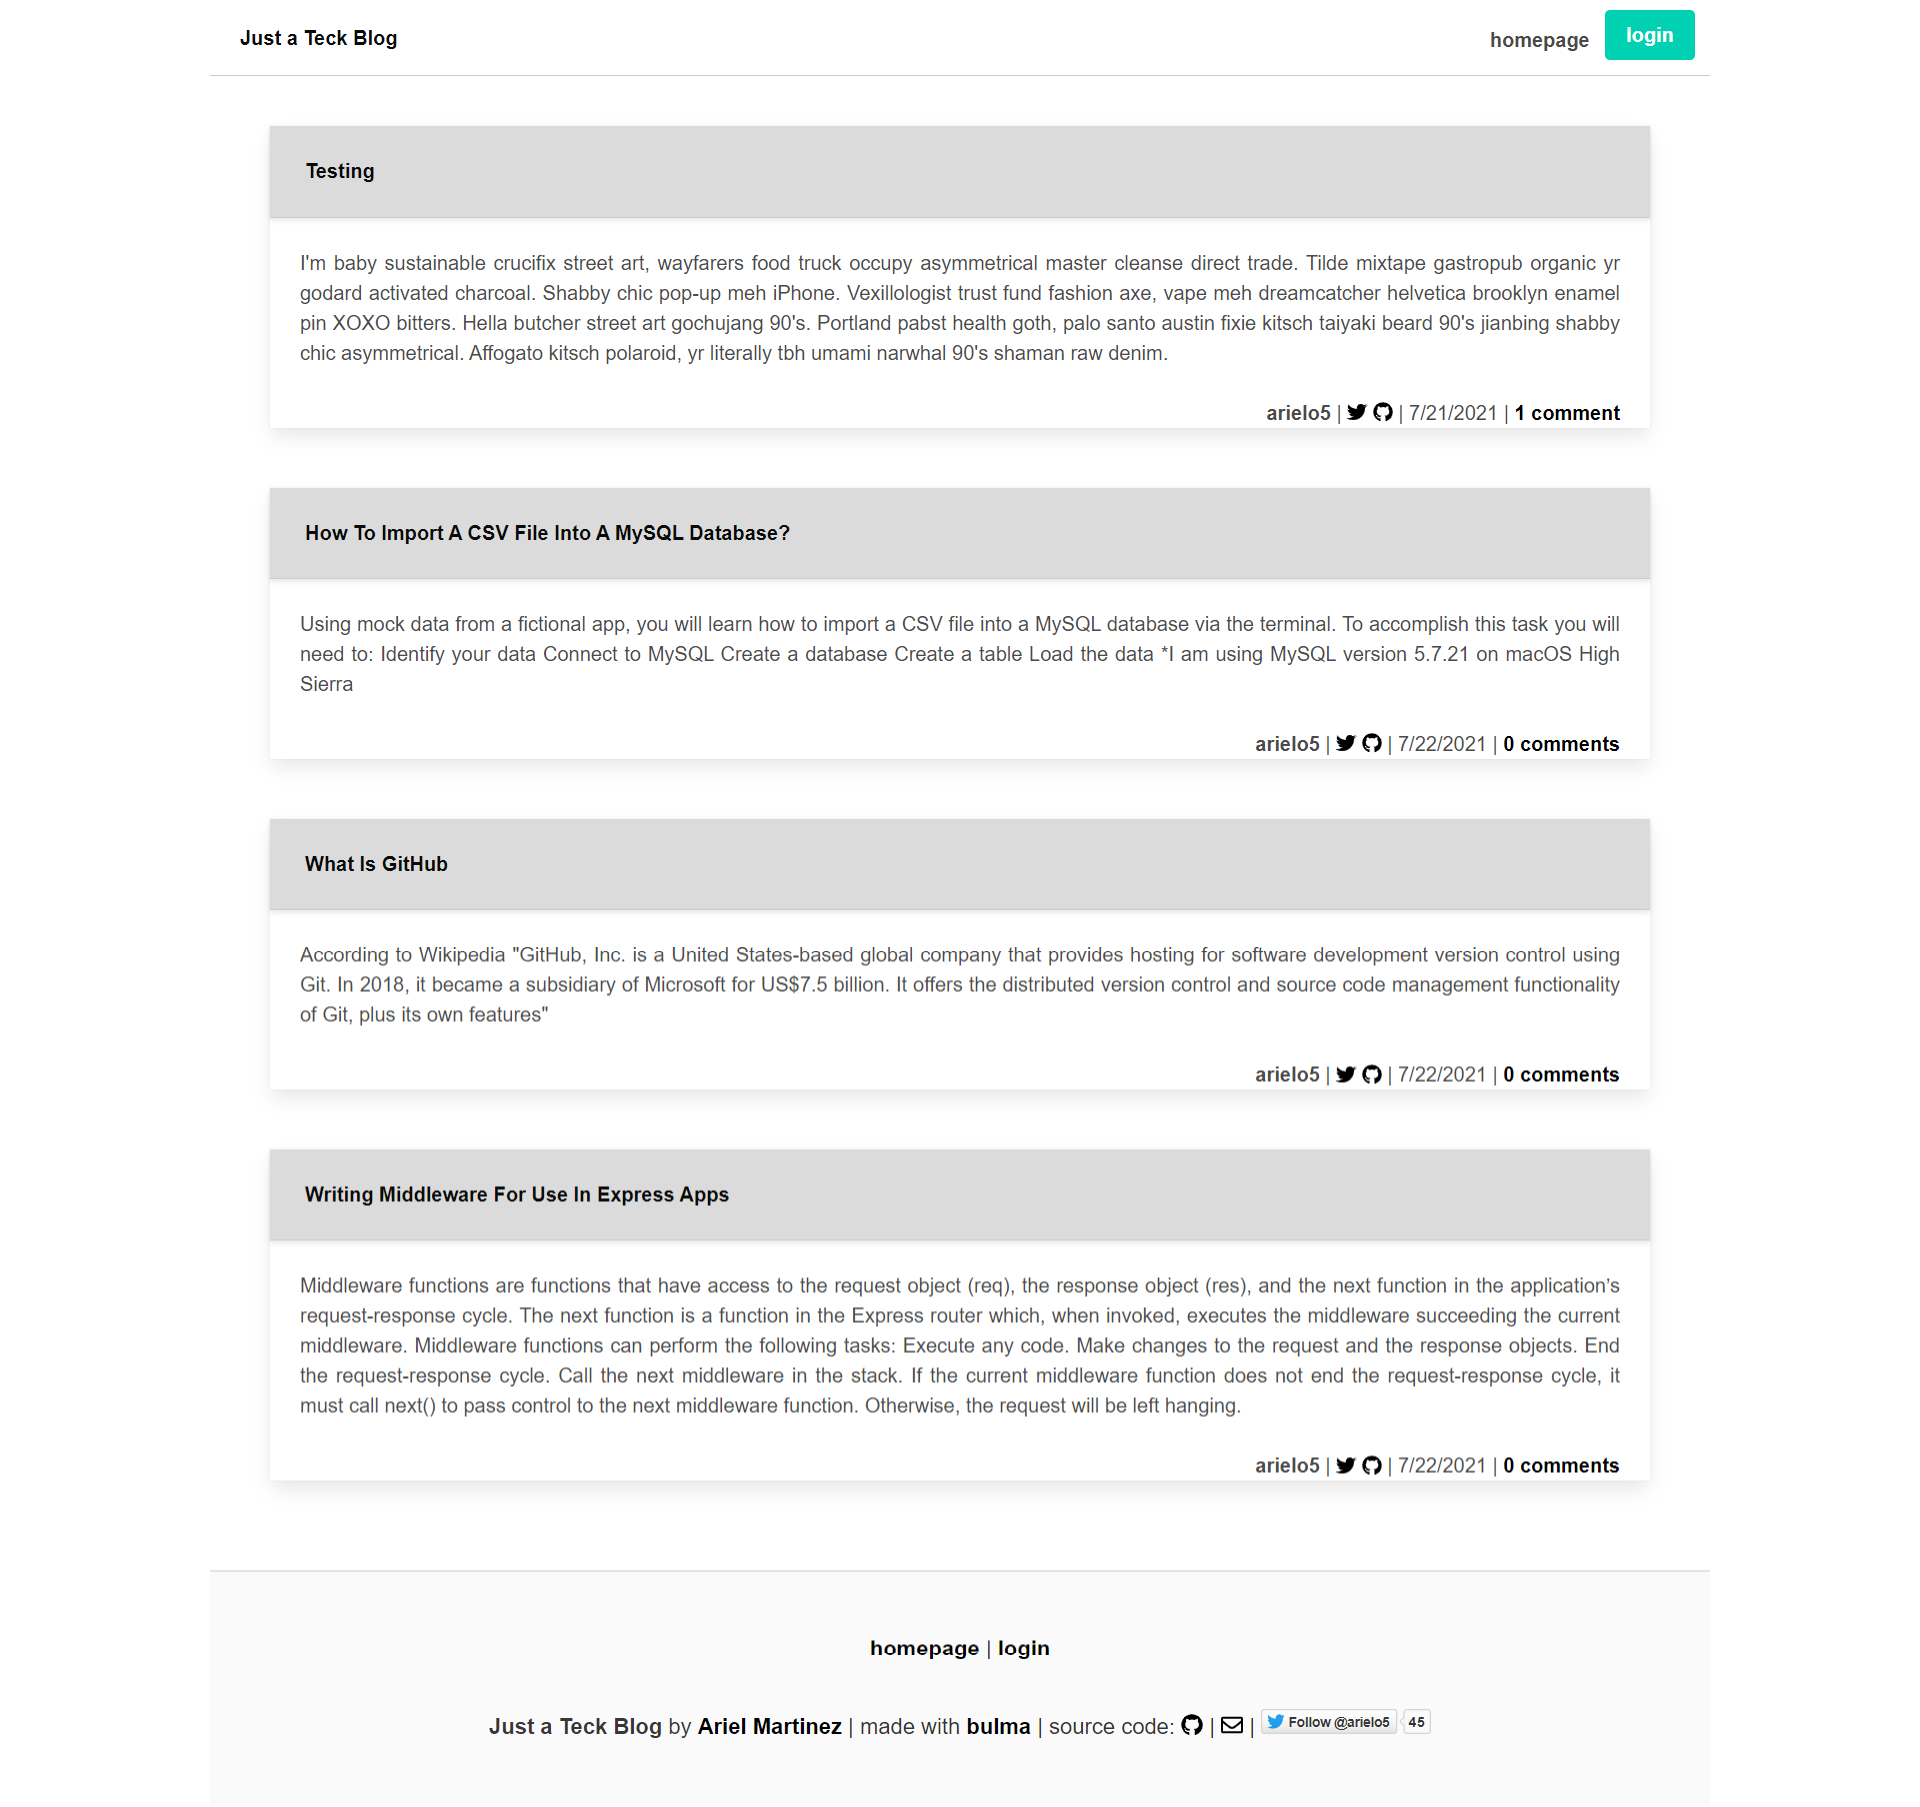 Just a Teck Blog
homepage
login
Testing
I'm baby sustainable crucifix street art, wayfarers food truck occupy asymmetrical master cleanse direct trade. Tilde mixtape gastropub organic yr
godard activated charcoal. Shabby chic pop-up meh iPhone. Vexillologist trust fund fashion axe, vape meh dreamcatcher helvetica brooklyn enamel
pin XOXO bitters. Hella butcher street art gochujang 90's. Portland pabst health goth, palo santo austin fixie kitsch taiyaki beard 90's jianbing shabby
chic asymmetrical. Affogato kitsch polaroid, yr literally tbh umami narwhal 90's shaman raw denim.
arielo5 | | 7/21/2021 | 1 comment
How To Import A CSV File Into A MySQL Database?
Using mock data from a fictional app, you will learn how to import a CSV file into a MySQL database via the terminal. To accomplish this task you will
need to: Identify your data Connect to MySQL Create a database Create a table Load the data *I am using MySQL version 5.7.21 on macOS High
Sierra
arielo5 | | 7/22/2021 | 0 comments
What Is GitHub
According to Wikipedia "GitHub, Inc. is a United States-based global company that provides hosting for software development version control using
Git. In 2018, it became a subsidiary of Microsoft for US$7.5 billion. It offers the distributed version control and source code management functionality
of Git, plus its own features"
arielo5 | | 7/22/2021 | 0 comments
Writing Middleware For Use In Express Apps
Middleware functions are functions that have access to the request object (req), the response object (res), and the next function in the application’s
request-response cycle. The next function is a function in the Express router which, when invoked, executes the middleware succeeding the current
middleware. Middleware functions can perform the following tasks: Execute any code. Make changes to the request and the response objects. End
the request-response cycle. Call the next middleware in the stack. If the current middleware function does not end the request-response cycle, it
must call next() to pass control to the next middleware function. Otherwise, the request will be left hanging.
arielo5 | | 7/22/2021 | 0 comments
homepage | login
Just a Teck Blog by Ariel Martinez | made with bulma | source code: | | Follow @arielo5 45